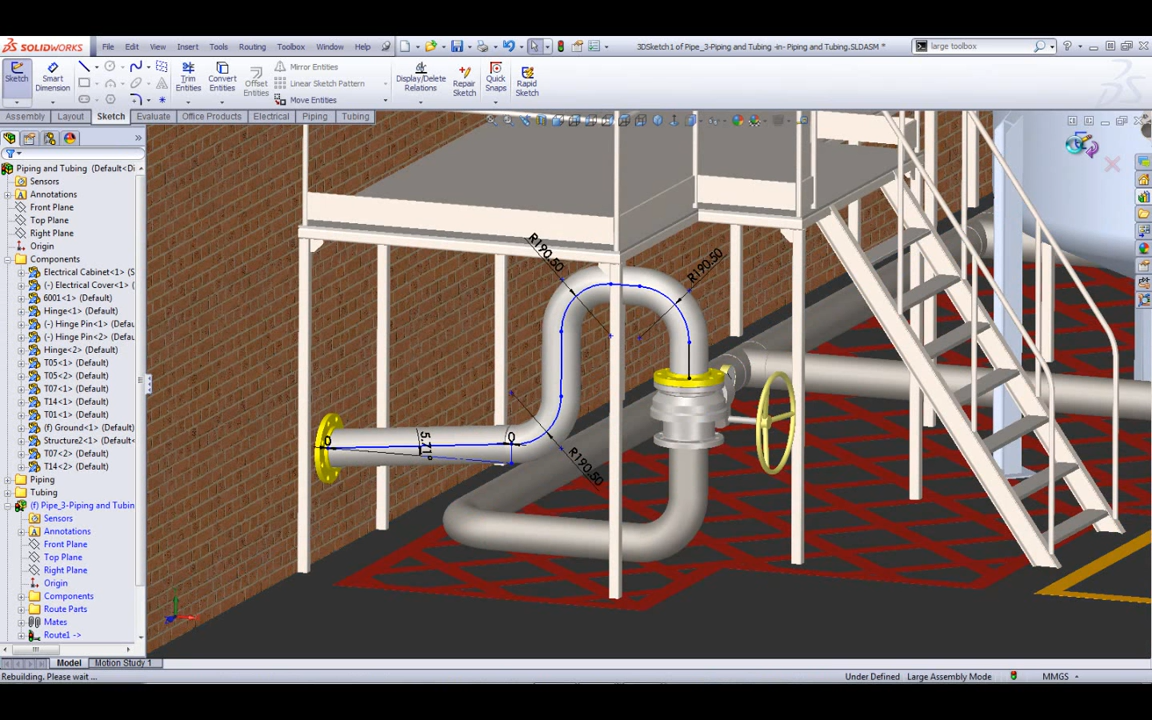 SOLIDWORKS File Edit View Insert Routing Toolbox Window Help 3DSketch1 of Pipe_3-Piping and Tubing -in- Piping and Tubing.SLDASM * large toolbox
Sketch Smart Dimension Trim Entities Convert Entities Offset Entities Mirror Entities Linear Sketch Pattern Move Entities Display/Delete Relations Repair Sketch Quick Snaps Rapid Sketch
Assembly Layout Sketch Evaluate Office Products Electrical Piping Tubing
Piping and Tubing (Default<Di
Sensors
Annotations
Front Plane
Top Plane
Right Plane
Origin
Components
Electrical Cabinet<1> (S
(-) Electrical Cover<1> (D
6001<1> (Default)
Hinge<1> (Default)
(-) Hinge Pin<1> (Defau
(-) Hinge Pin<2> (Defau
Hinge<2> (Default)
T05<1> (Default)
T05<2> (Default)
T07<1> (Default)
T14<1> (Default)
T01<1> (Default)
(f) Ground<1> (Default)
Structure2<1> (Default)
T07<2> (Default)
T14<2> (Default)
Piping
Tubing
(f) Pipe_3-Piping and Tubin
Sensors
Annotations
Front Plane
Top Plane
Right Plane
Origin
Components
Route Parts
Mates
Route1 ->
R190.50
R190.50
R190.50
5.71°
0
0
Model Motion Study 1
Rebuilding, Please wait ... Under Defined Large Assembly Mode MMGS